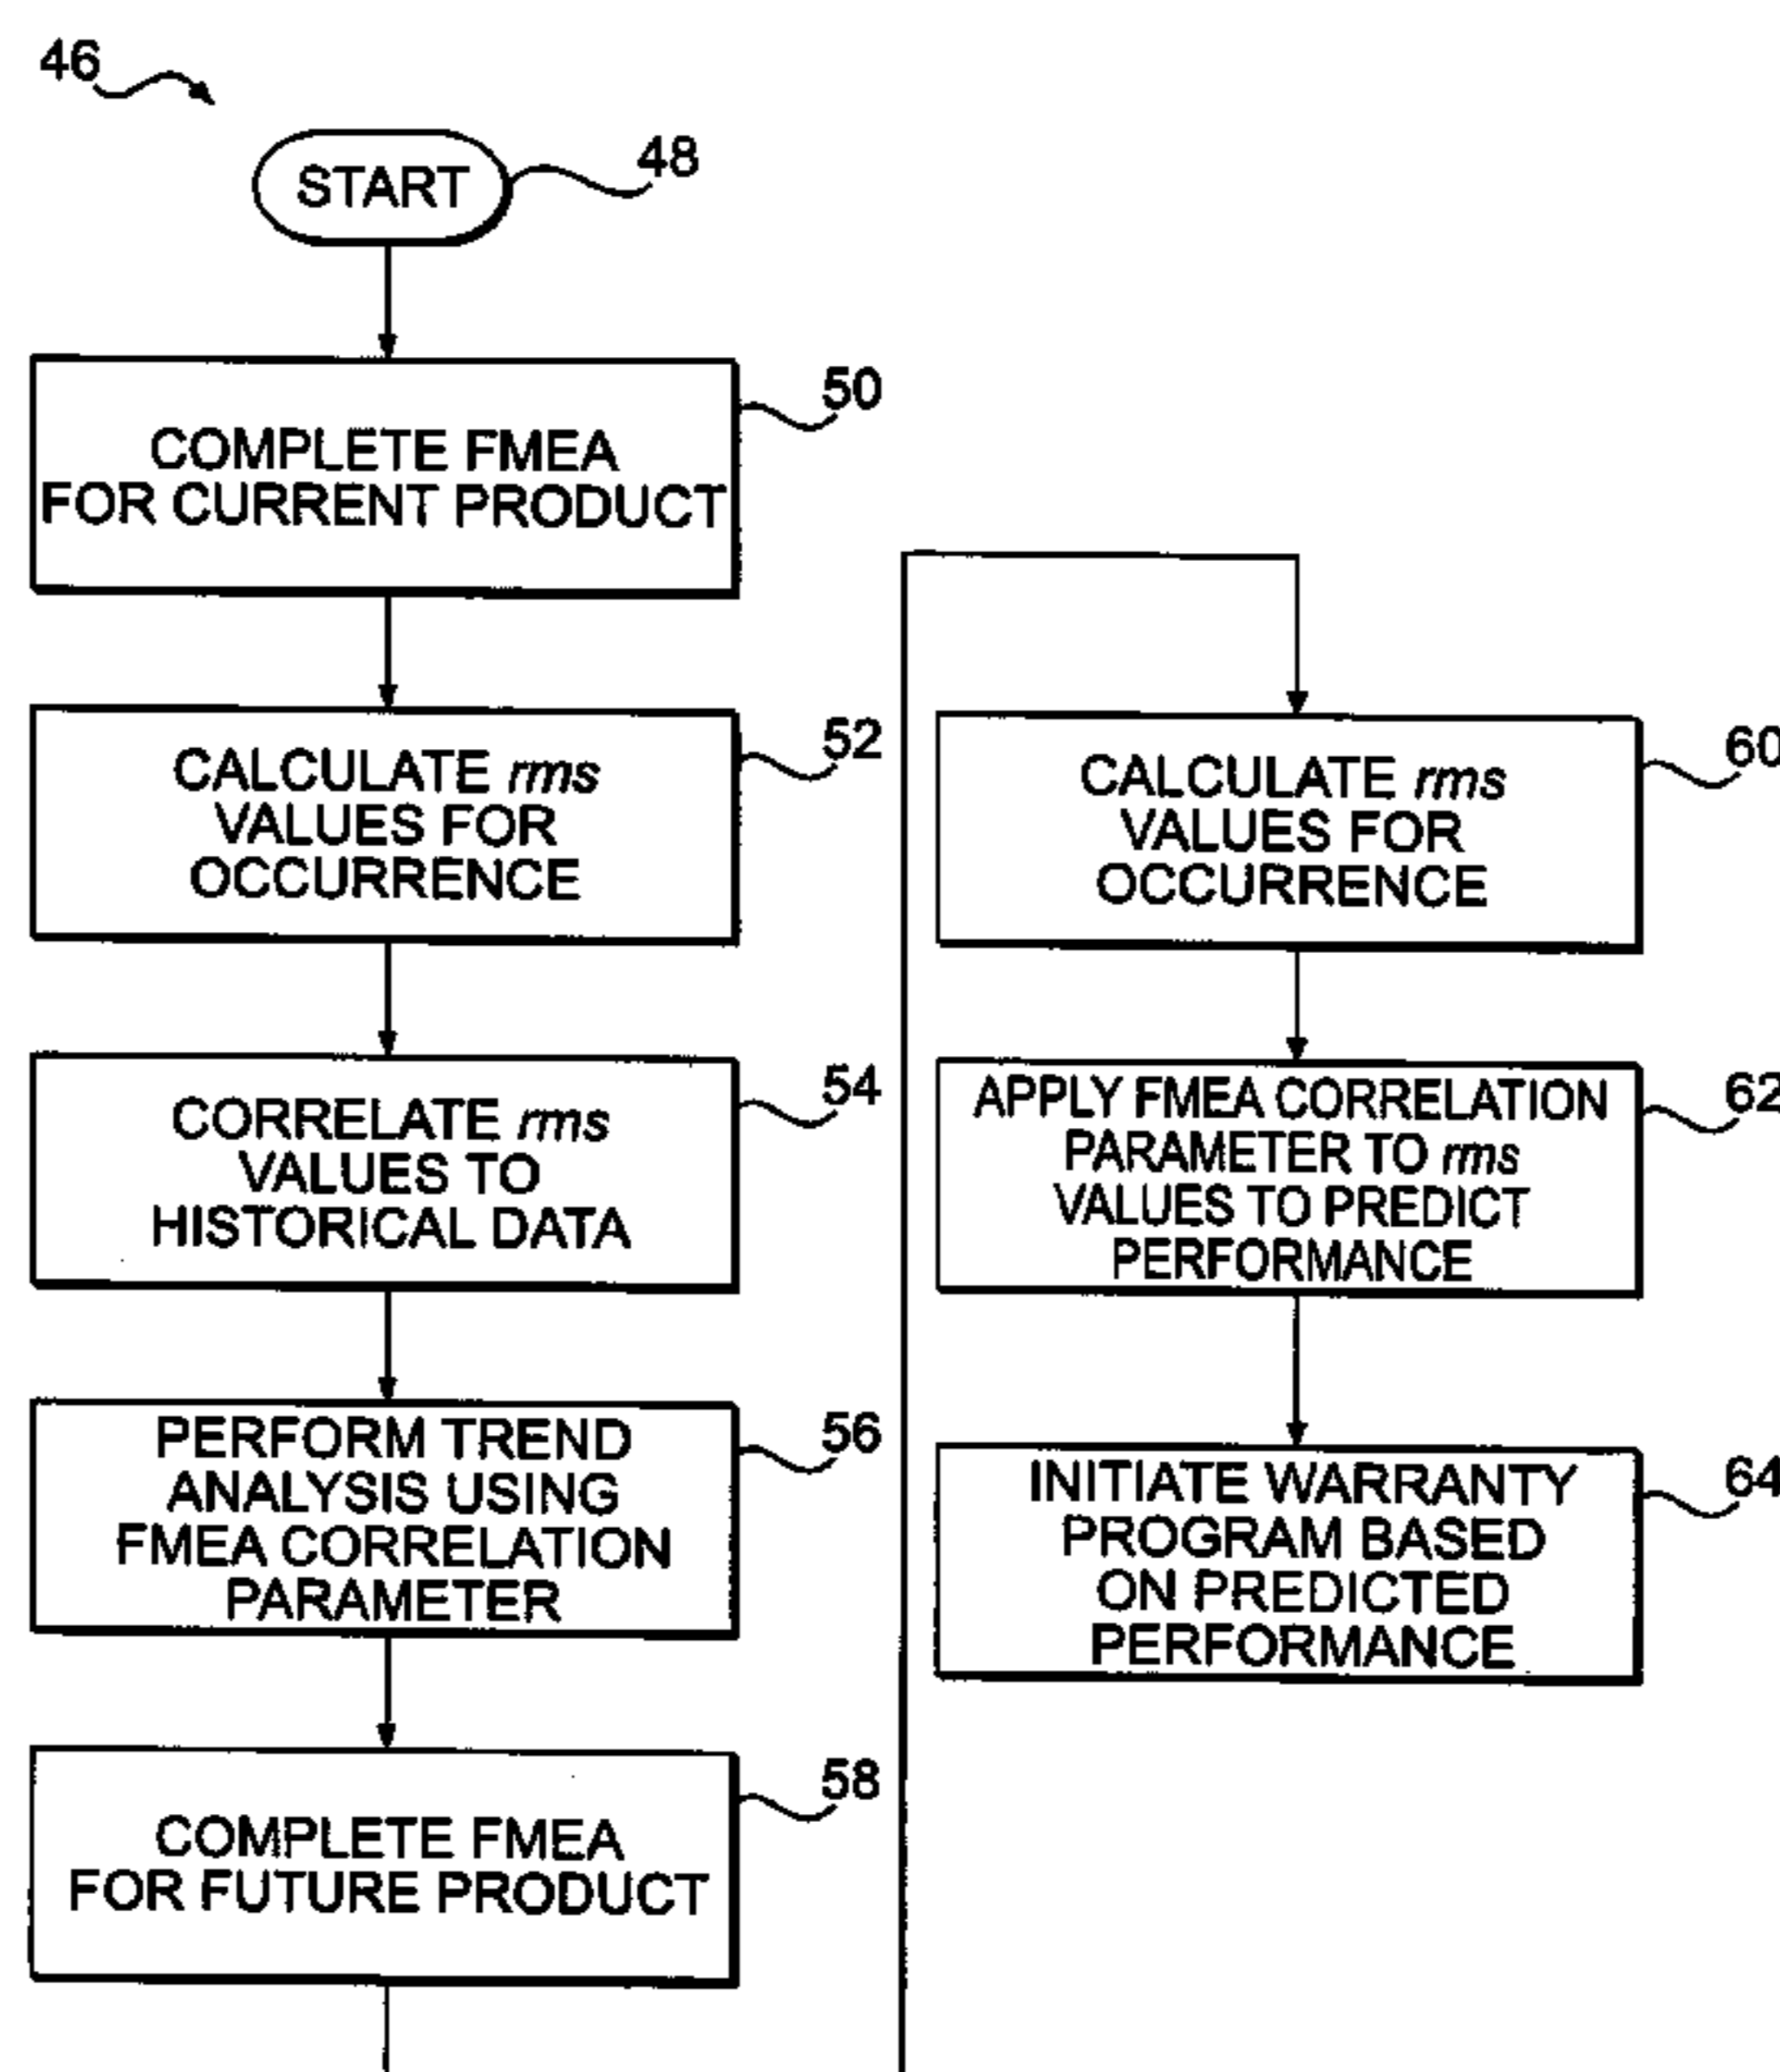 46
START
48
COMPLETE FMEA
FOR CURRENT PRODUCT
50
CALCULATE rms
VALUES FOR
OCCURRENCE
52
CORRELATE rms
VALUES TO
HISTORICAL DATA
54
PERFORM TREND
ANALYSIS USING
FMEA CORRELATION
PARAMETER
56
COMPLETE FMEA
FOR FUTURE PRODUCT
58
CALCULATE rms
VALUES FOR
OCCURRENCE
60
APPLY FMEA CORRELATION
PARAMETER TO rms
VALUES TO PREDICT
PERFORMANCE
62
INITIATE WARRANTY
PROGRAM BASED
ON PREDICTED
PERFORMANCE
64